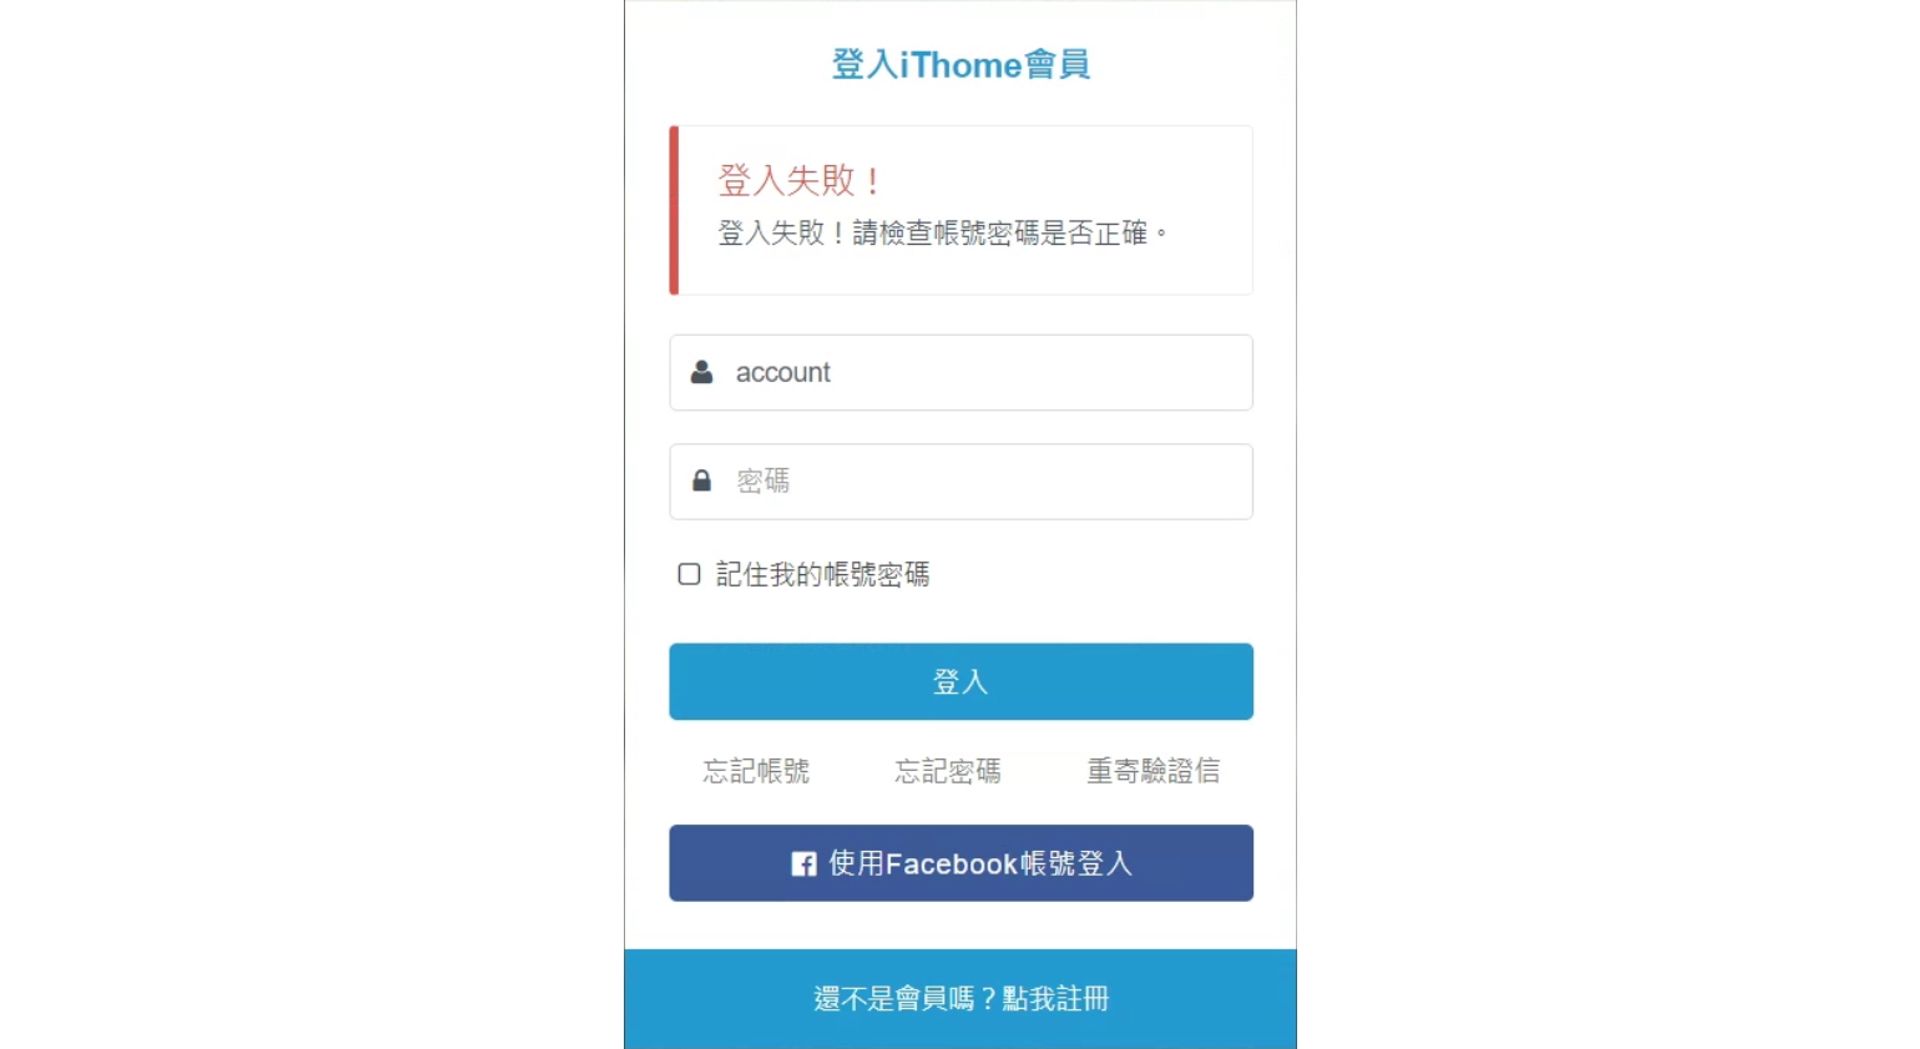 登入iThome會員
登入失敗！
登入失敗！請檢查帳號密碼是否正確。
account
密碼
記住我的帳號密碼
登入
忘記帳號 忘記密碼 重寄驗證信
使用Facebook帳號登入
還不是會員嗎？點我註冊